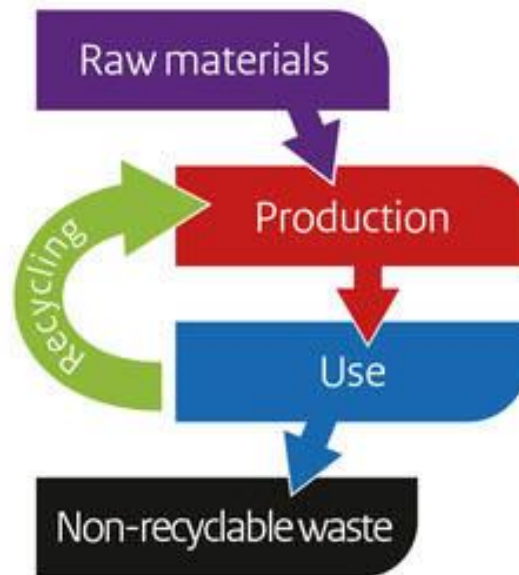 Raw materials
Production
Recycling
Use
Non-recyclable waste